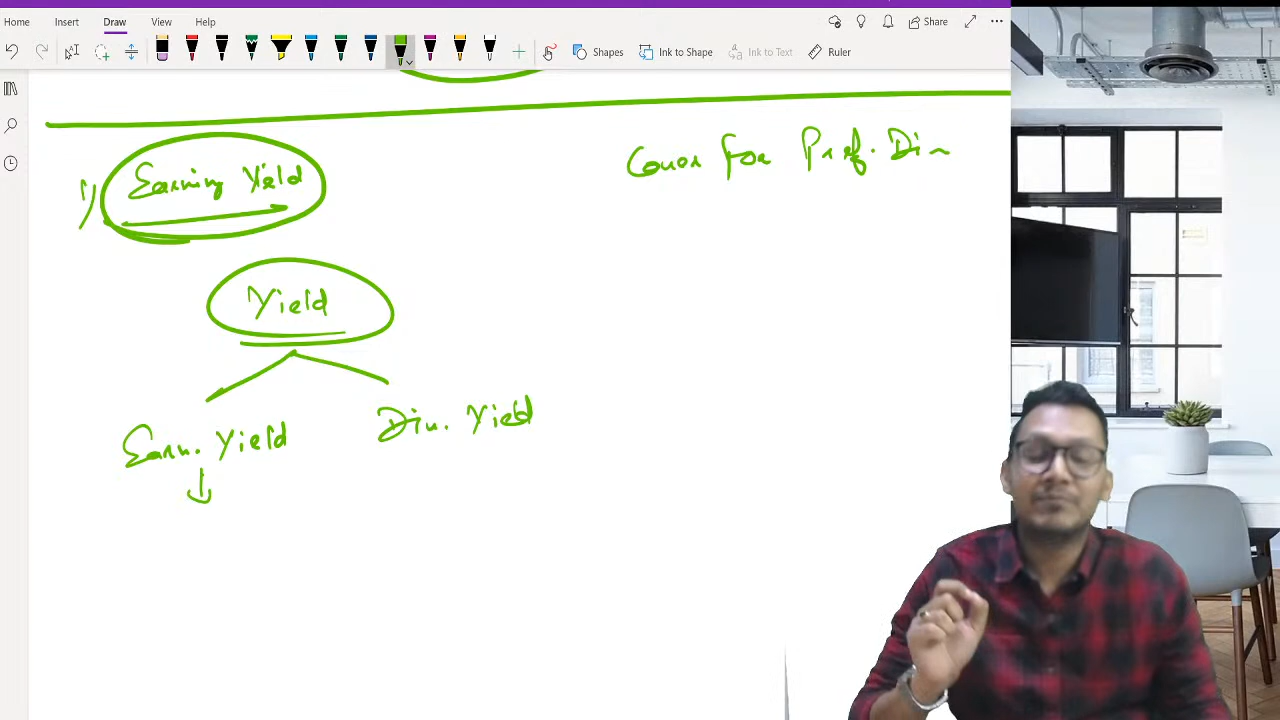 Home Insert Draw View Help Share
Shapes Ink to Shape Ink to Text Ruler
Cover For Pref. Div
1) Earning Yield
Yield
Earn. Yield Div. Yield